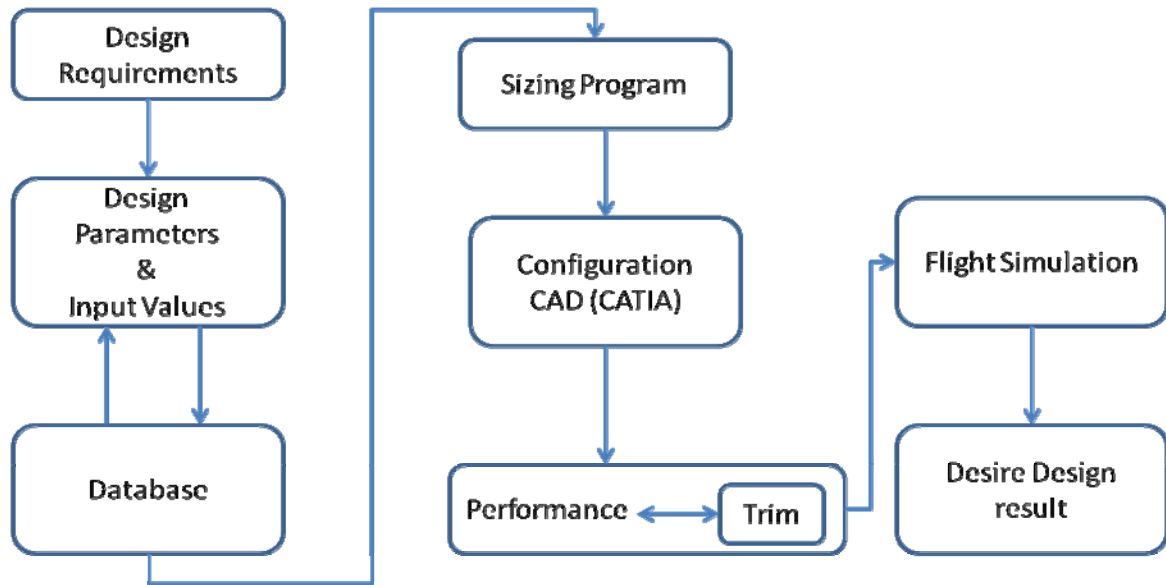 Design
Requirements
Design
Parameters
&
Input Values
Database
Sizing Program
Configuration
CAD (CATIA)
Performance
Trim
Flight Simulation
Desire Design
result